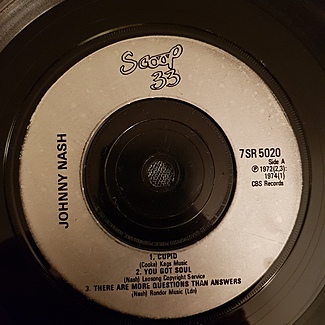 Scoop
33
JOHNNY NASH
7SR 5020
Side A
℗ 1972(2,3);
1974(1)
CBS Records
1. CUPID
(Cooke) Kags Music
2. YOU GOT SOUL
(Nash) Lessong Copyright Service
3. THERE ARE MORE QUESTIONS THAN ANSWERS
(Nash) Rondor Music (Ldn)